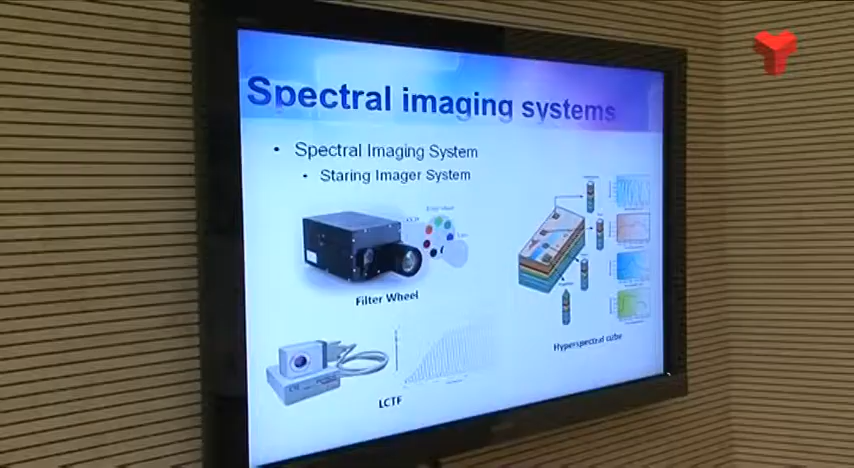 Spectral imaging systems
• Spectral Imaging System
• Staring Imager System
Filter Wheel
Hyperspectral cube
LCTF